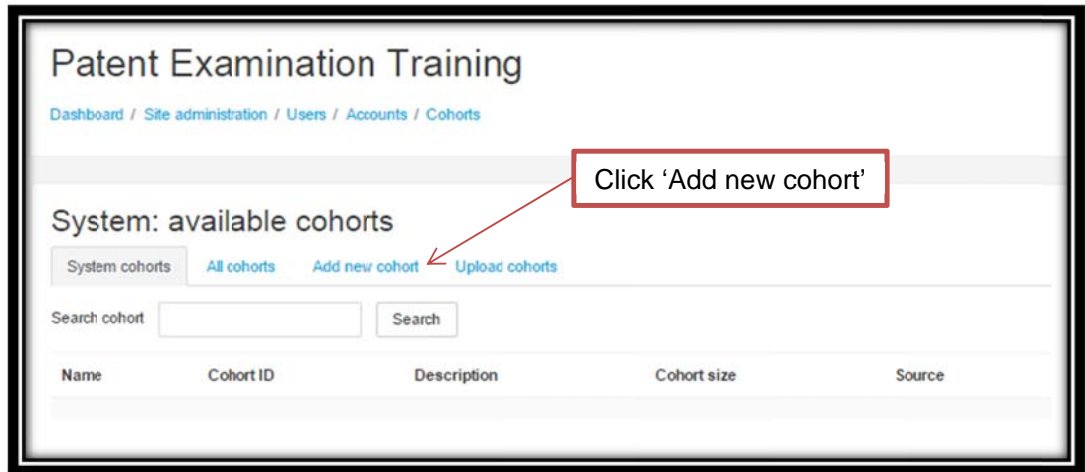 Patent Examination Training
Dashboard / Site administration / Users / Accounts / Cohorts
Click ‘Add new cohort’
System: available cohorts
System cohorts All cohorts Add new cohort Upload cohorts
Search cohort Search
Name Cohort ID Description Cohort size Source